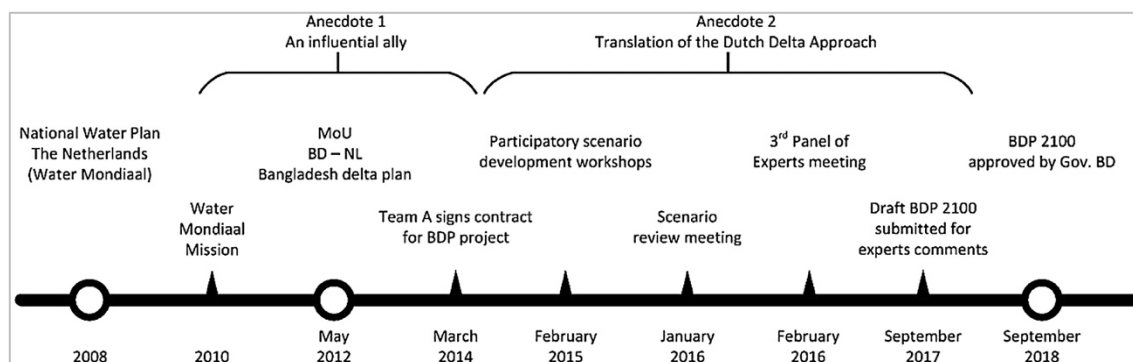 Anecdote 1
An influential ally
Anecdote 2
Translation of the Dutch Delta Approach
National Water Plan
The Netherlands
(Water Mondiaal)
Water
Mondiaal
Mission
MoU
BD – NL
Bangladesh delta plan
Team A signs contract
for BDP project
Participatory scenario
development workshops
Scenario
review meeting
3rd Panel of
Experts meeting
Draft BDP 2100
submitted for
experts comments
BDP 2100
approved by Gov. BD
2008
2010
May
2012
March
2014
February
2015
January
2016
February
2016
September
2017
September
2018